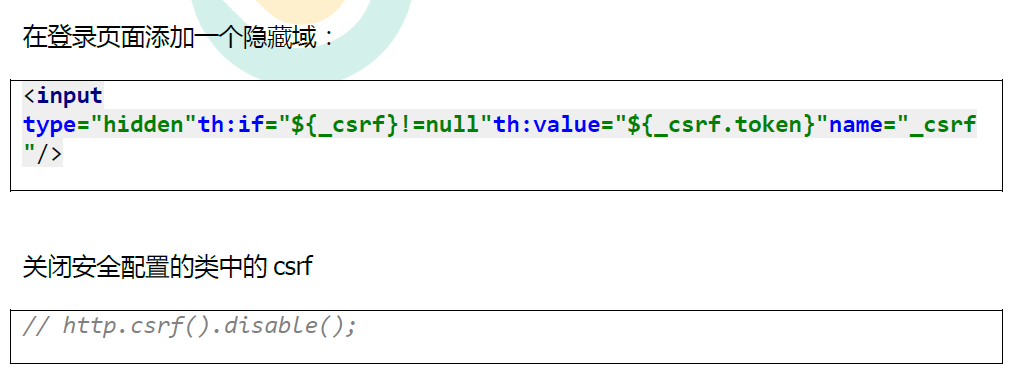 在登录页面添加一个隐藏域：
<input
type="hidden"th:if="${_csrf}!=null"th:value="${_csrf.token}"name="_csrf
"/>
关闭安全配置的类中的 csrf
// http.csrf().disable();